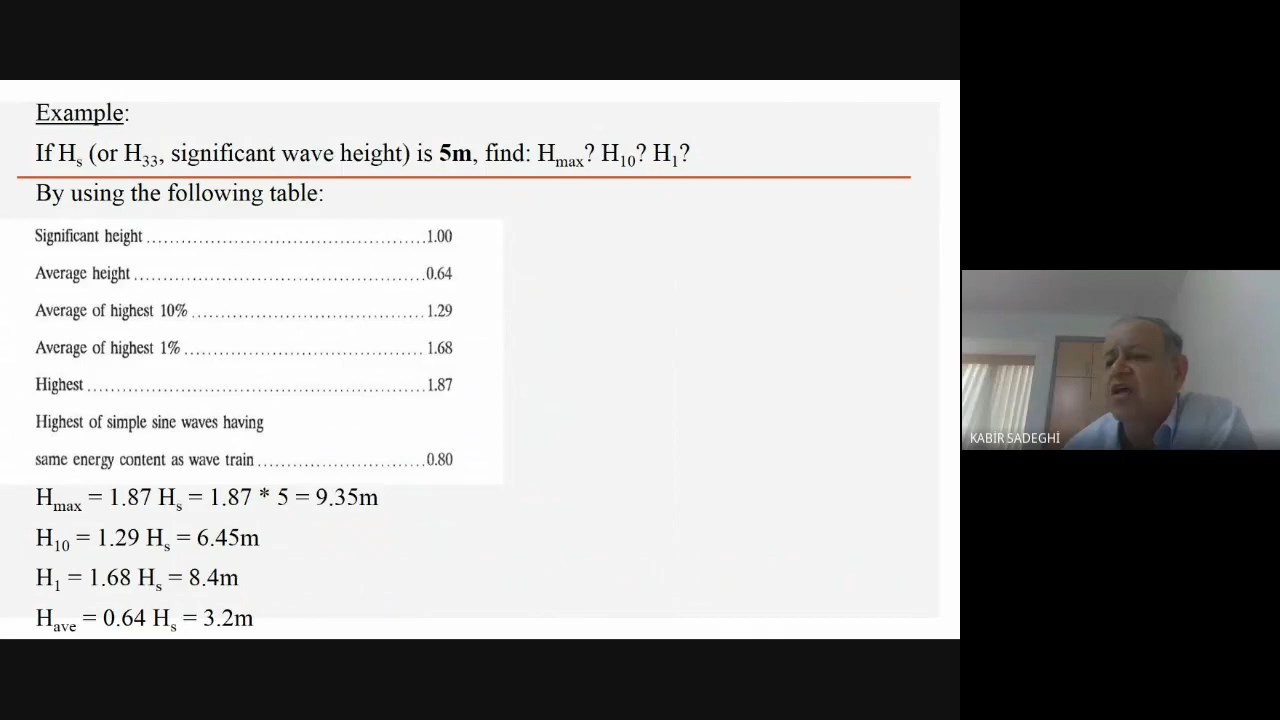 Example:
If Hs (or H33, significant wave height) is 5m, find: Hmax? H10? H1?
By using the following table:
Significant height ................................................1.00
Average height ..................................................0.64
Average of highest 10% ........................................1.29
Average of highest 1% .........................................1.68
Highest ..........................................................1.87
Highest of simple sine waves having
same energy content as wave train ............................0.80
Hmax = 1.87 Hs = 1.87 * 5 = 9.35m
H10 = 1.29 Hs = 6.45m
H1 = 1.68 Hs = 8.4m
Have = 0.64 Hs = 3.2m
KABİR SADEGHİ